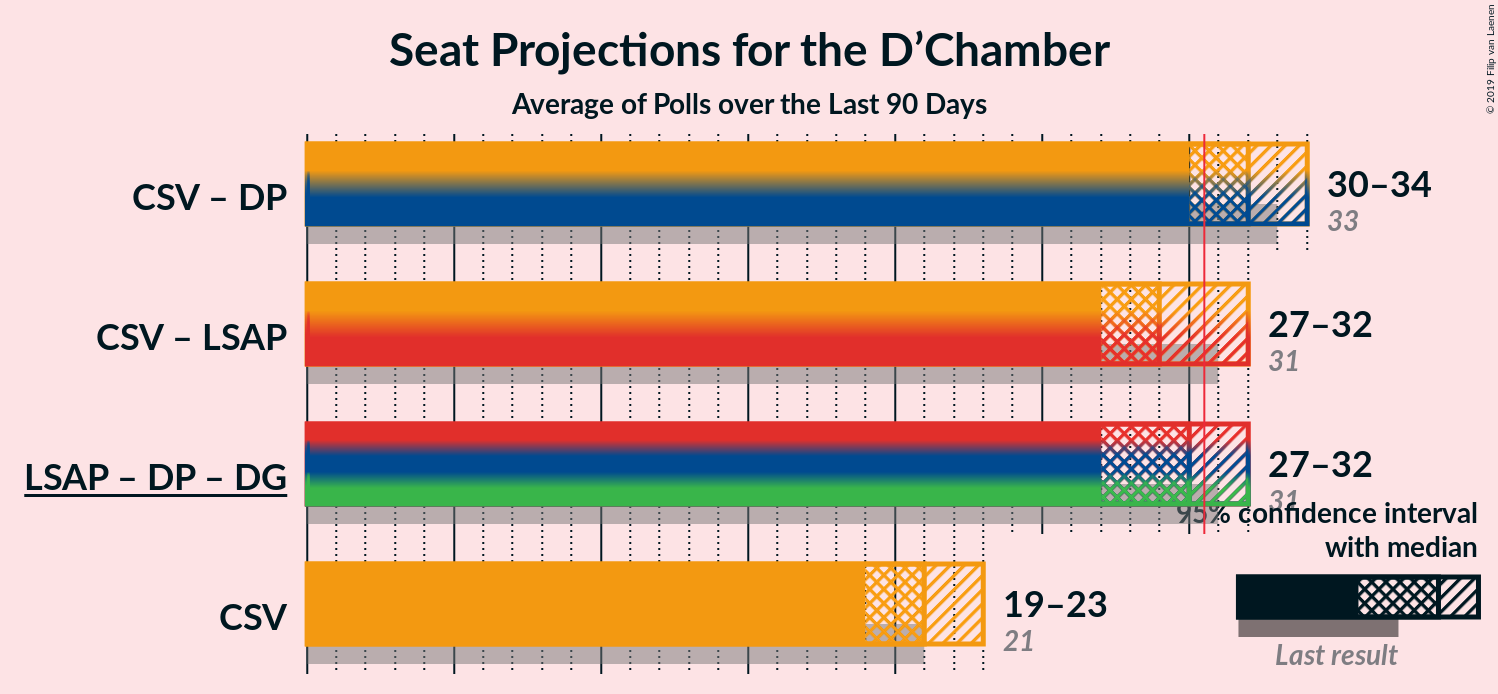 Seat Projections for the D’Chamber
Average of Polls over the Last 90 Days
© 2019 Filip van Laenen
CSV – DP
30–34
33
CSV – LSAP
27–32
31
LSAP – DP – DG
27–32
31
CSV
19–23
21
95% confidence interval
with median
Last result